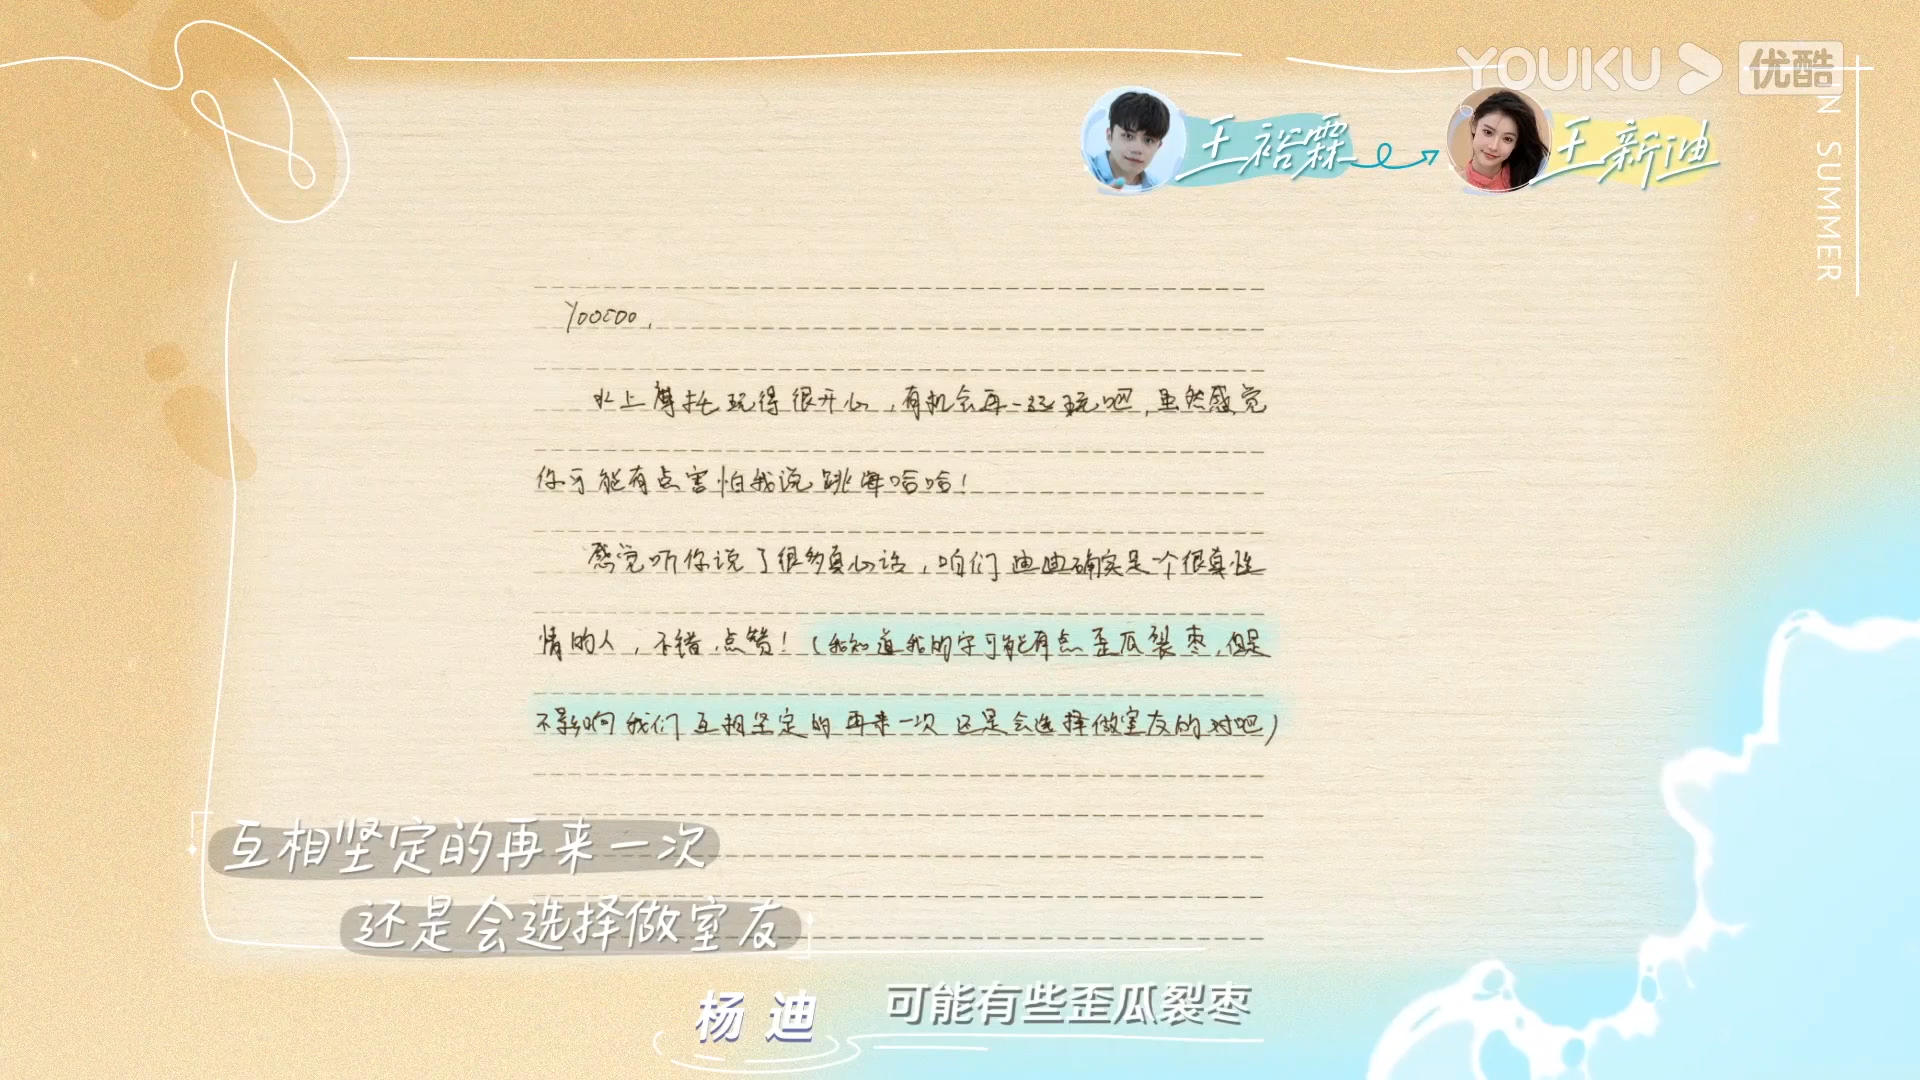 YOUKU 优酷
IN SUMMER
王裕霖
王新迪
Yooooo,
水上摩托玩得很开心,有机会再一起玩吧,虽然感觉
你才能有点害怕我说跳海哈哈!
感觉听你说了很多真心话,咱们迪迪确实是个很真性
情的人,不错,点赞!(我知道我的字可能有点歪瓜裂枣,但是
不影响我们互相坚定的再来一次还是会选择做室友的对吧)
互相坚定的再来一次
还是会选择做室友
杨迪 可能有些歪瓜裂枣